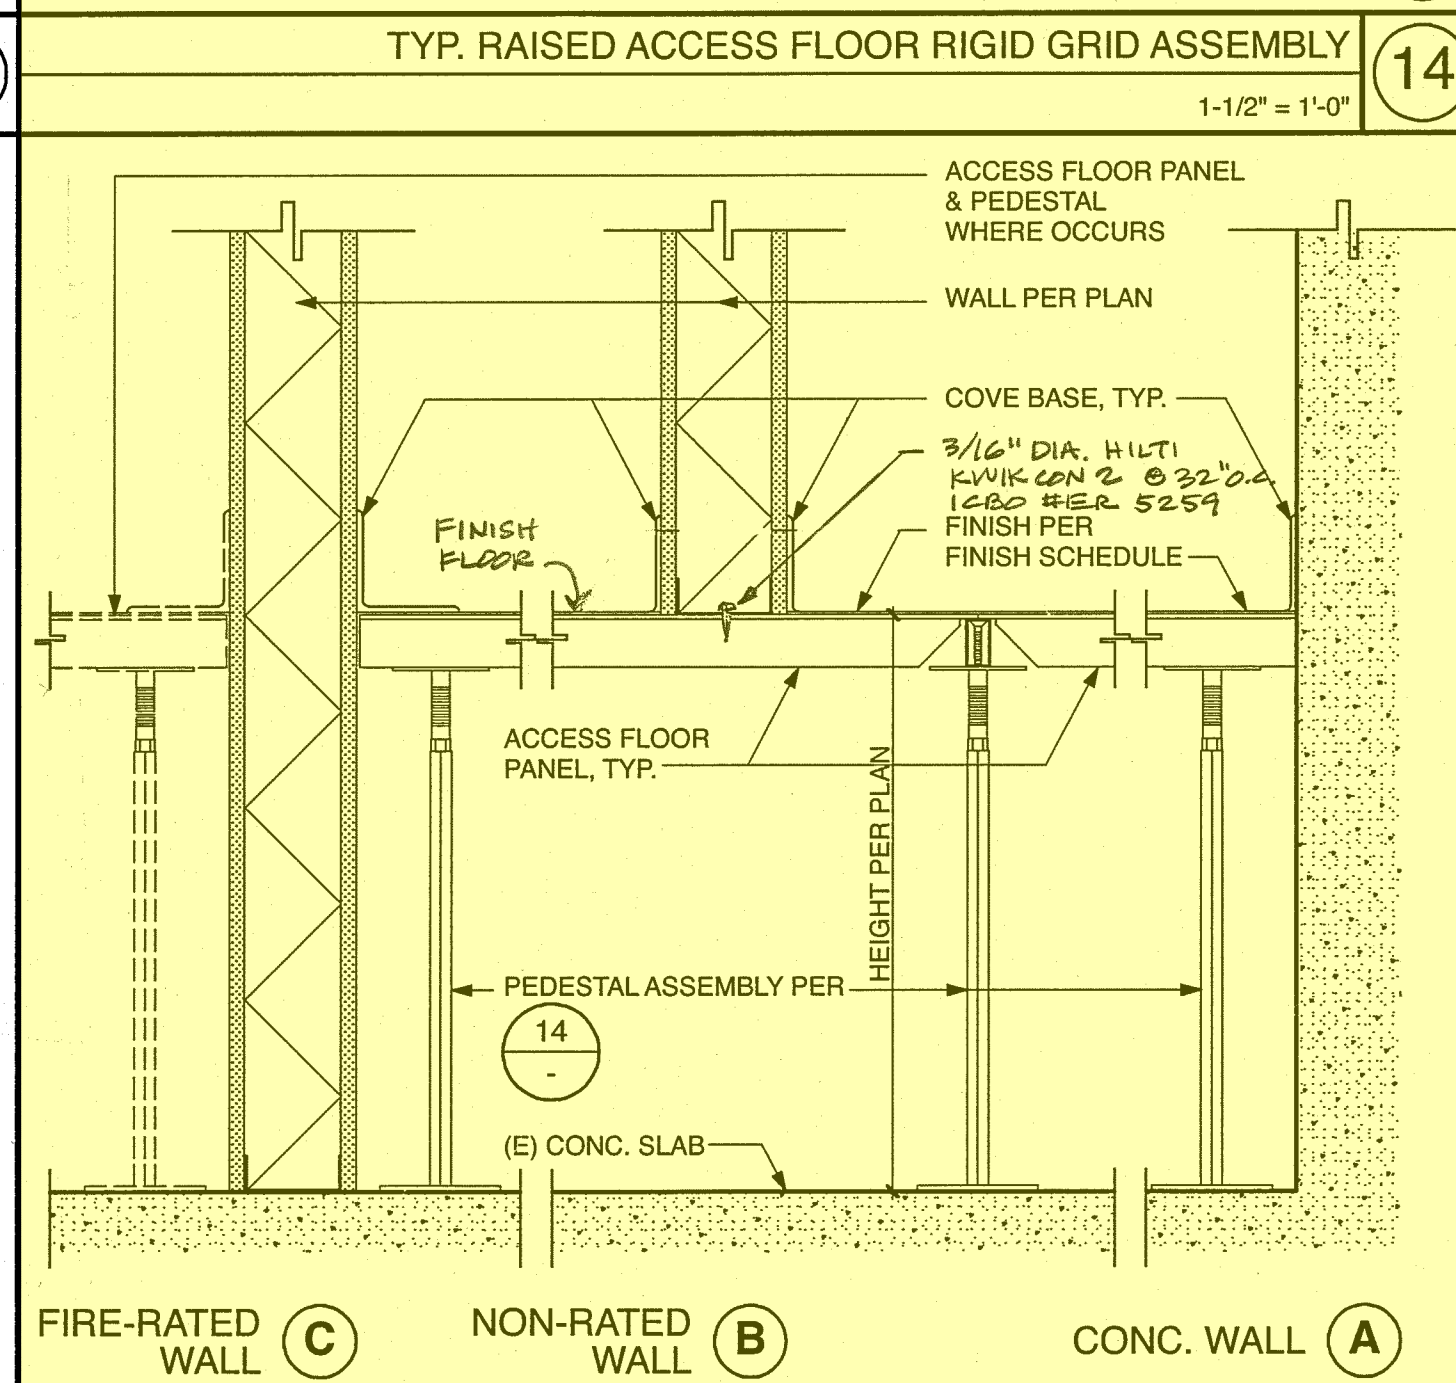 TYP. RAISED ACCESS FLOOR RIGID GRID ASSEMBLY
14
1-1/2" = 1'-0"
ACCESS FLOOR PANEL
& PEDESTAL
WHERE OCCURS
WALL PER PLAN
COVE BASE, TYP.
3/16" DIA. HILTI
KWIK CON 2 @ 32" O.C.
ICBO #ER 5259
FINISH
FLOOR
FINISH PER
FINISH SCHEDULE
ACCESS FLOOR
PANEL, TYP.
HEIGHT PER PLAN
PEDESTAL ASSEMBLY PER
14
-
(E) CONC. SLAB
FIRE-RATED
WALL
C
NON-RATED
WALL
B
CONC. WALL
A